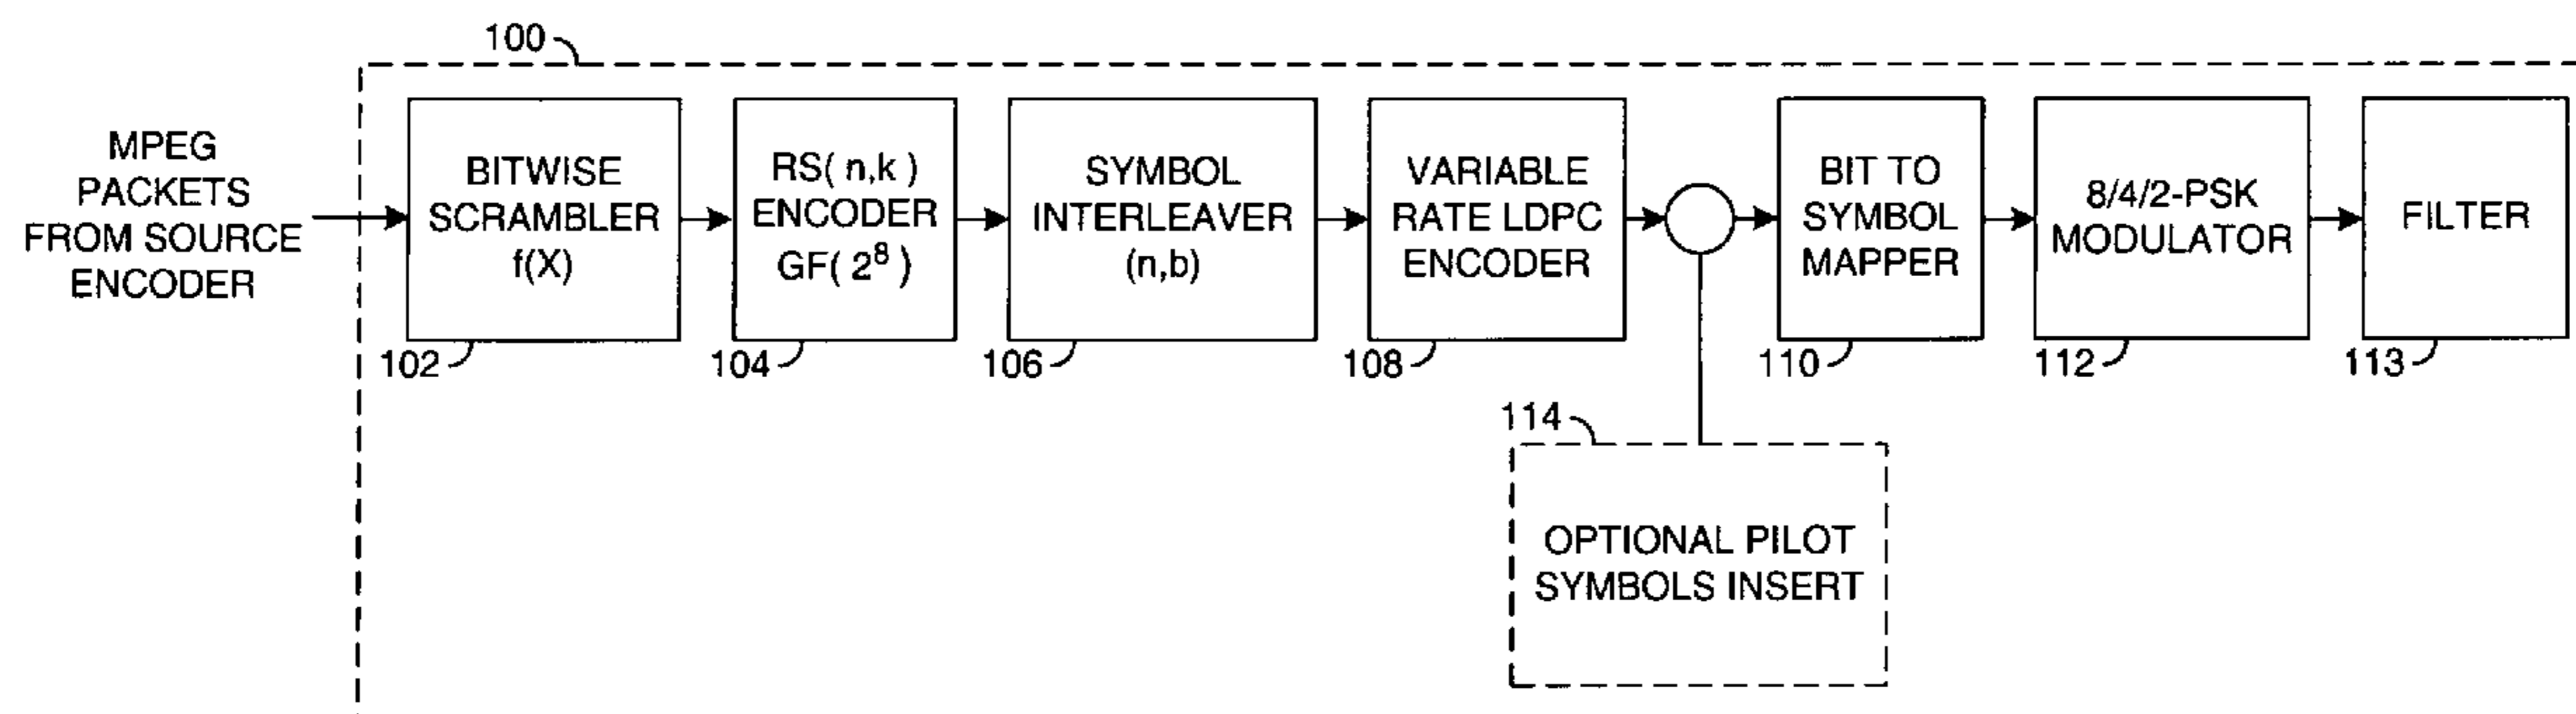 100
MPEG
PACKETS
FROM SOURCE
ENCODER
BITWISE
SCRAMBLER
f(X)
102
RS( n,k )
ENCODER
GF( 2⁸ )
104
SYMBOL
INTERLEAVER
(n,b)
106
VARIABLE
RATE LDPC
ENCODER
108
BIT TO
SYMBOL
MAPPER
110
8/4/2-PSK
MODULATOR
112
FILTER
113
114
OPTIONAL PILOT
SYMBOLS INSERT